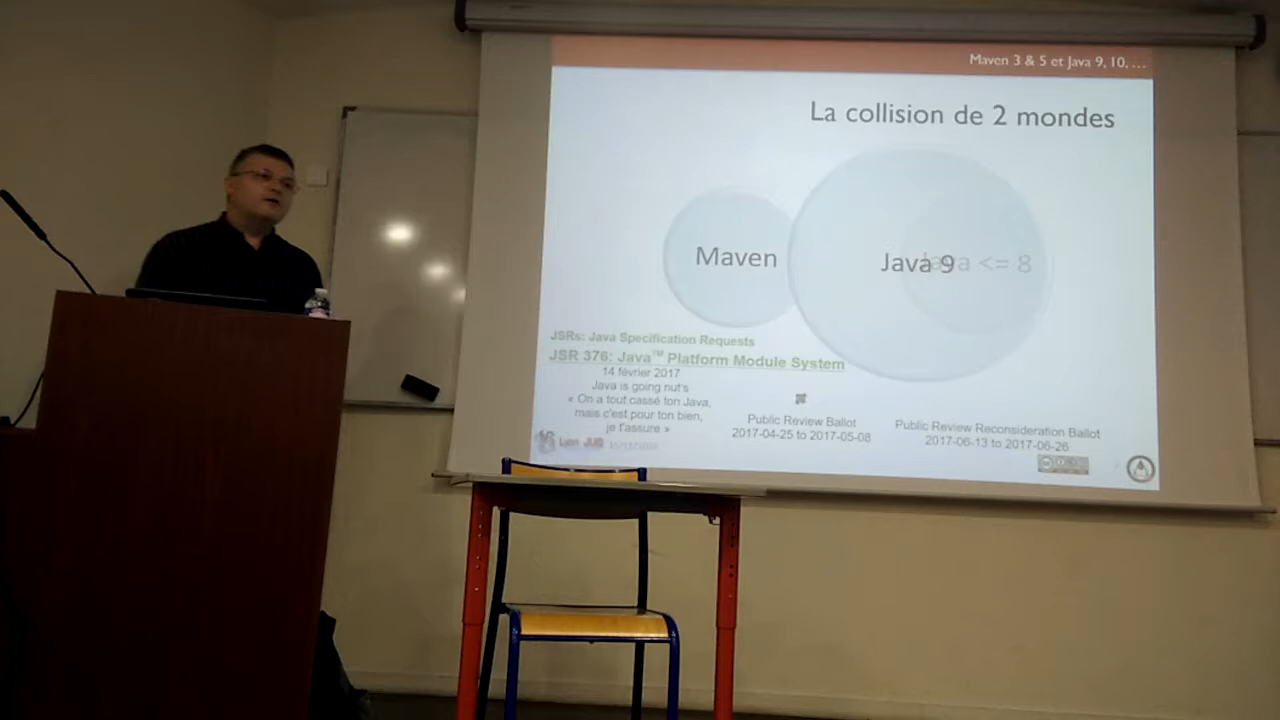 Maven 3 & 5 et Java 9, 10, …
La collision de 2 mondes
Maven
Java 9
Java <= 8
JSRs: Java Specification Requests
JSR 376: Java™ Platform Module System
14 février 2017
Java is going nut's
« On a tout cassé ton Java,
mais c'est pour ton bien,
je t'assure »
Public Review Ballot
2017-04-25 to 2017-05-08
Public Review Reconsideration Ballot
2017-06-13 to 2017-06-26
Lyon JUG